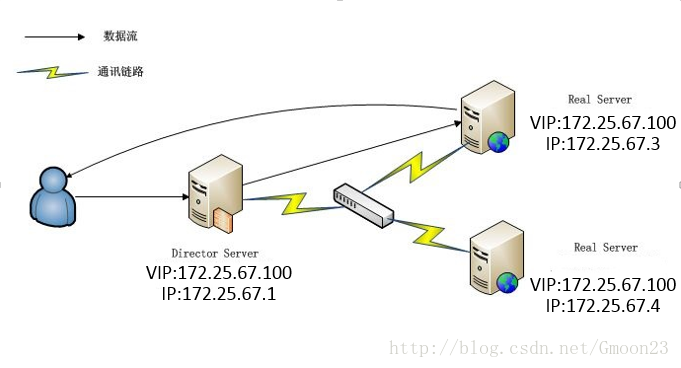 数据流
通讯链路
Real Server
VIP:172.25.67.100
IP:172.25.67.3
Director Server
VIP:172.25.67.100
IP:172.25.67.1
Real Server
VIP:172.25.67.100
IP:172.25.67.4
http://blog.csdn.net/Gmoon23